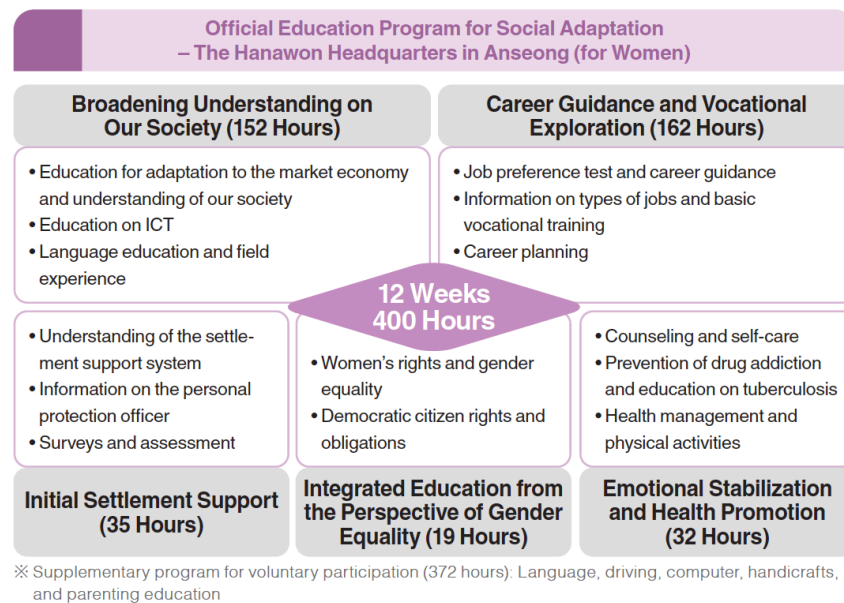 Official Education Program for Social Adaptation
– The Hanawon Headquarters in Anseong (for Women)
Broadening Understanding on
Our Society (152 Hours)
• Education for adaptation to the market economy
and understanding of our society
• Education on ICT
• Language education and field
experience
Career Guidance and Vocational
Exploration (162 Hours)
• Job preference test and career guidance
• Information on types of jobs and basic
vocational training
• Career planning
12 Weeks
400 Hours
• Understanding of the settle-
ment support system
• Information on the personal
protection officer
• Surveys and assessment
Initial Settlement Support
(35 Hours)
• Women's rights and gender
equality
• Democratic citizen rights and
obligations
Integrated Education from
the Perspective of Gender
Equality (19 Hours)
• Counseling and self-care
• Prevention of drug addiction
and education on tuberculosis
• Health management and
physical activities
Emotional Stabilization
and Health Promotion
(32 Hours)
※ Supplementary program for voluntary participation (372 hours): Language, driving, computer, handicrafts,
and parenting education